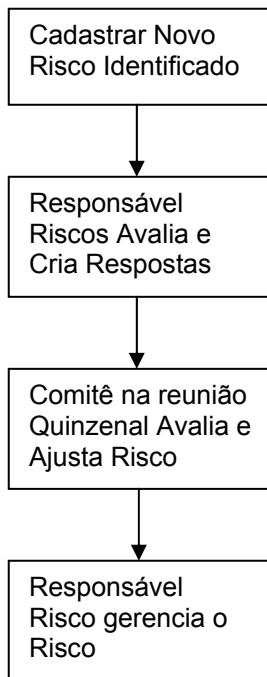 Cadastrar Novo
Risco Identificado
Responsável
Riscos Avalia e
Cria Respostas
Comitê na reunião
Quinzenal Avalia e
Ajusta Risco
Responsável
Risco gerencia o
Risco